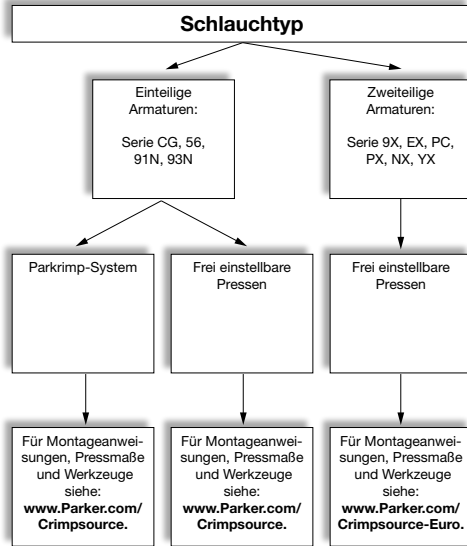 Schlauchtyp
Einteilige
Armaturen:
Serie CG, 56,
91N, 93N
Zweiteilige
Armaturen:
Serie 9X, EX, PC,
PX, NX, YX
Parkrimp-System
Frei einstellbare
Pressen
Frei einstellbare
Pressen
Für Montageanwei-
sungen, Pressmaße
und Werkzeuge
siehe:
www.Parker.com/
Crimpsource.
Für Montageanwei-
sungen, Pressmaße
und Werkzeuge
siehe:
www.Parker.com/
Crimpsource.
Für Montageanwei-
sungen, Pressmaße
und Werkzeuge
siehe:
www.Parker.com/
Crimpsource-Euro.